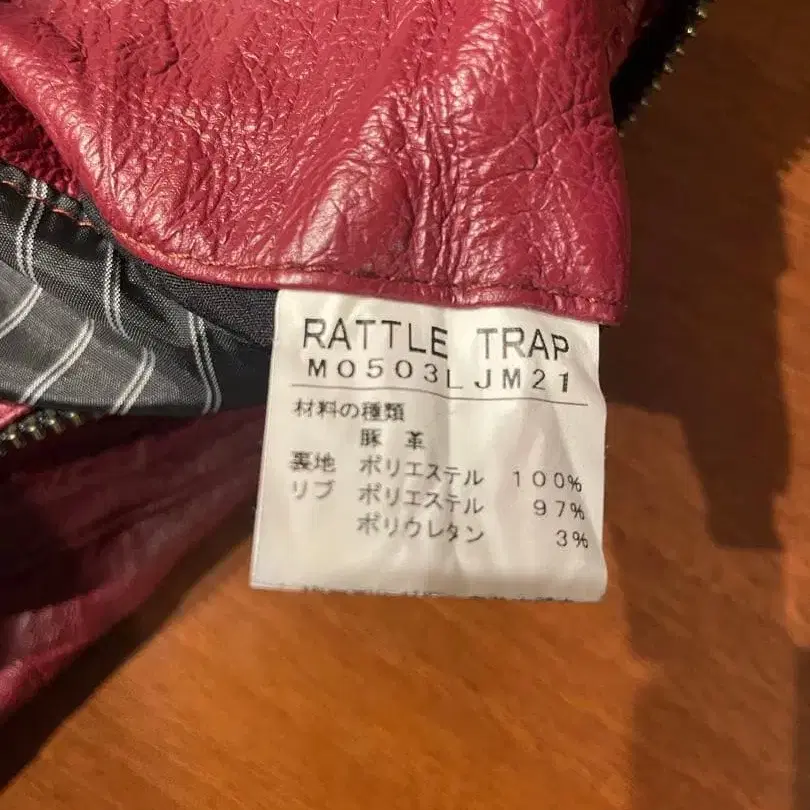 RATTLE TRAP
M0503LJM21
材料の種類
豚 革
裏地 ポリエステル 100%
リブ ポリエステル 97%
ポリウレタン 3%